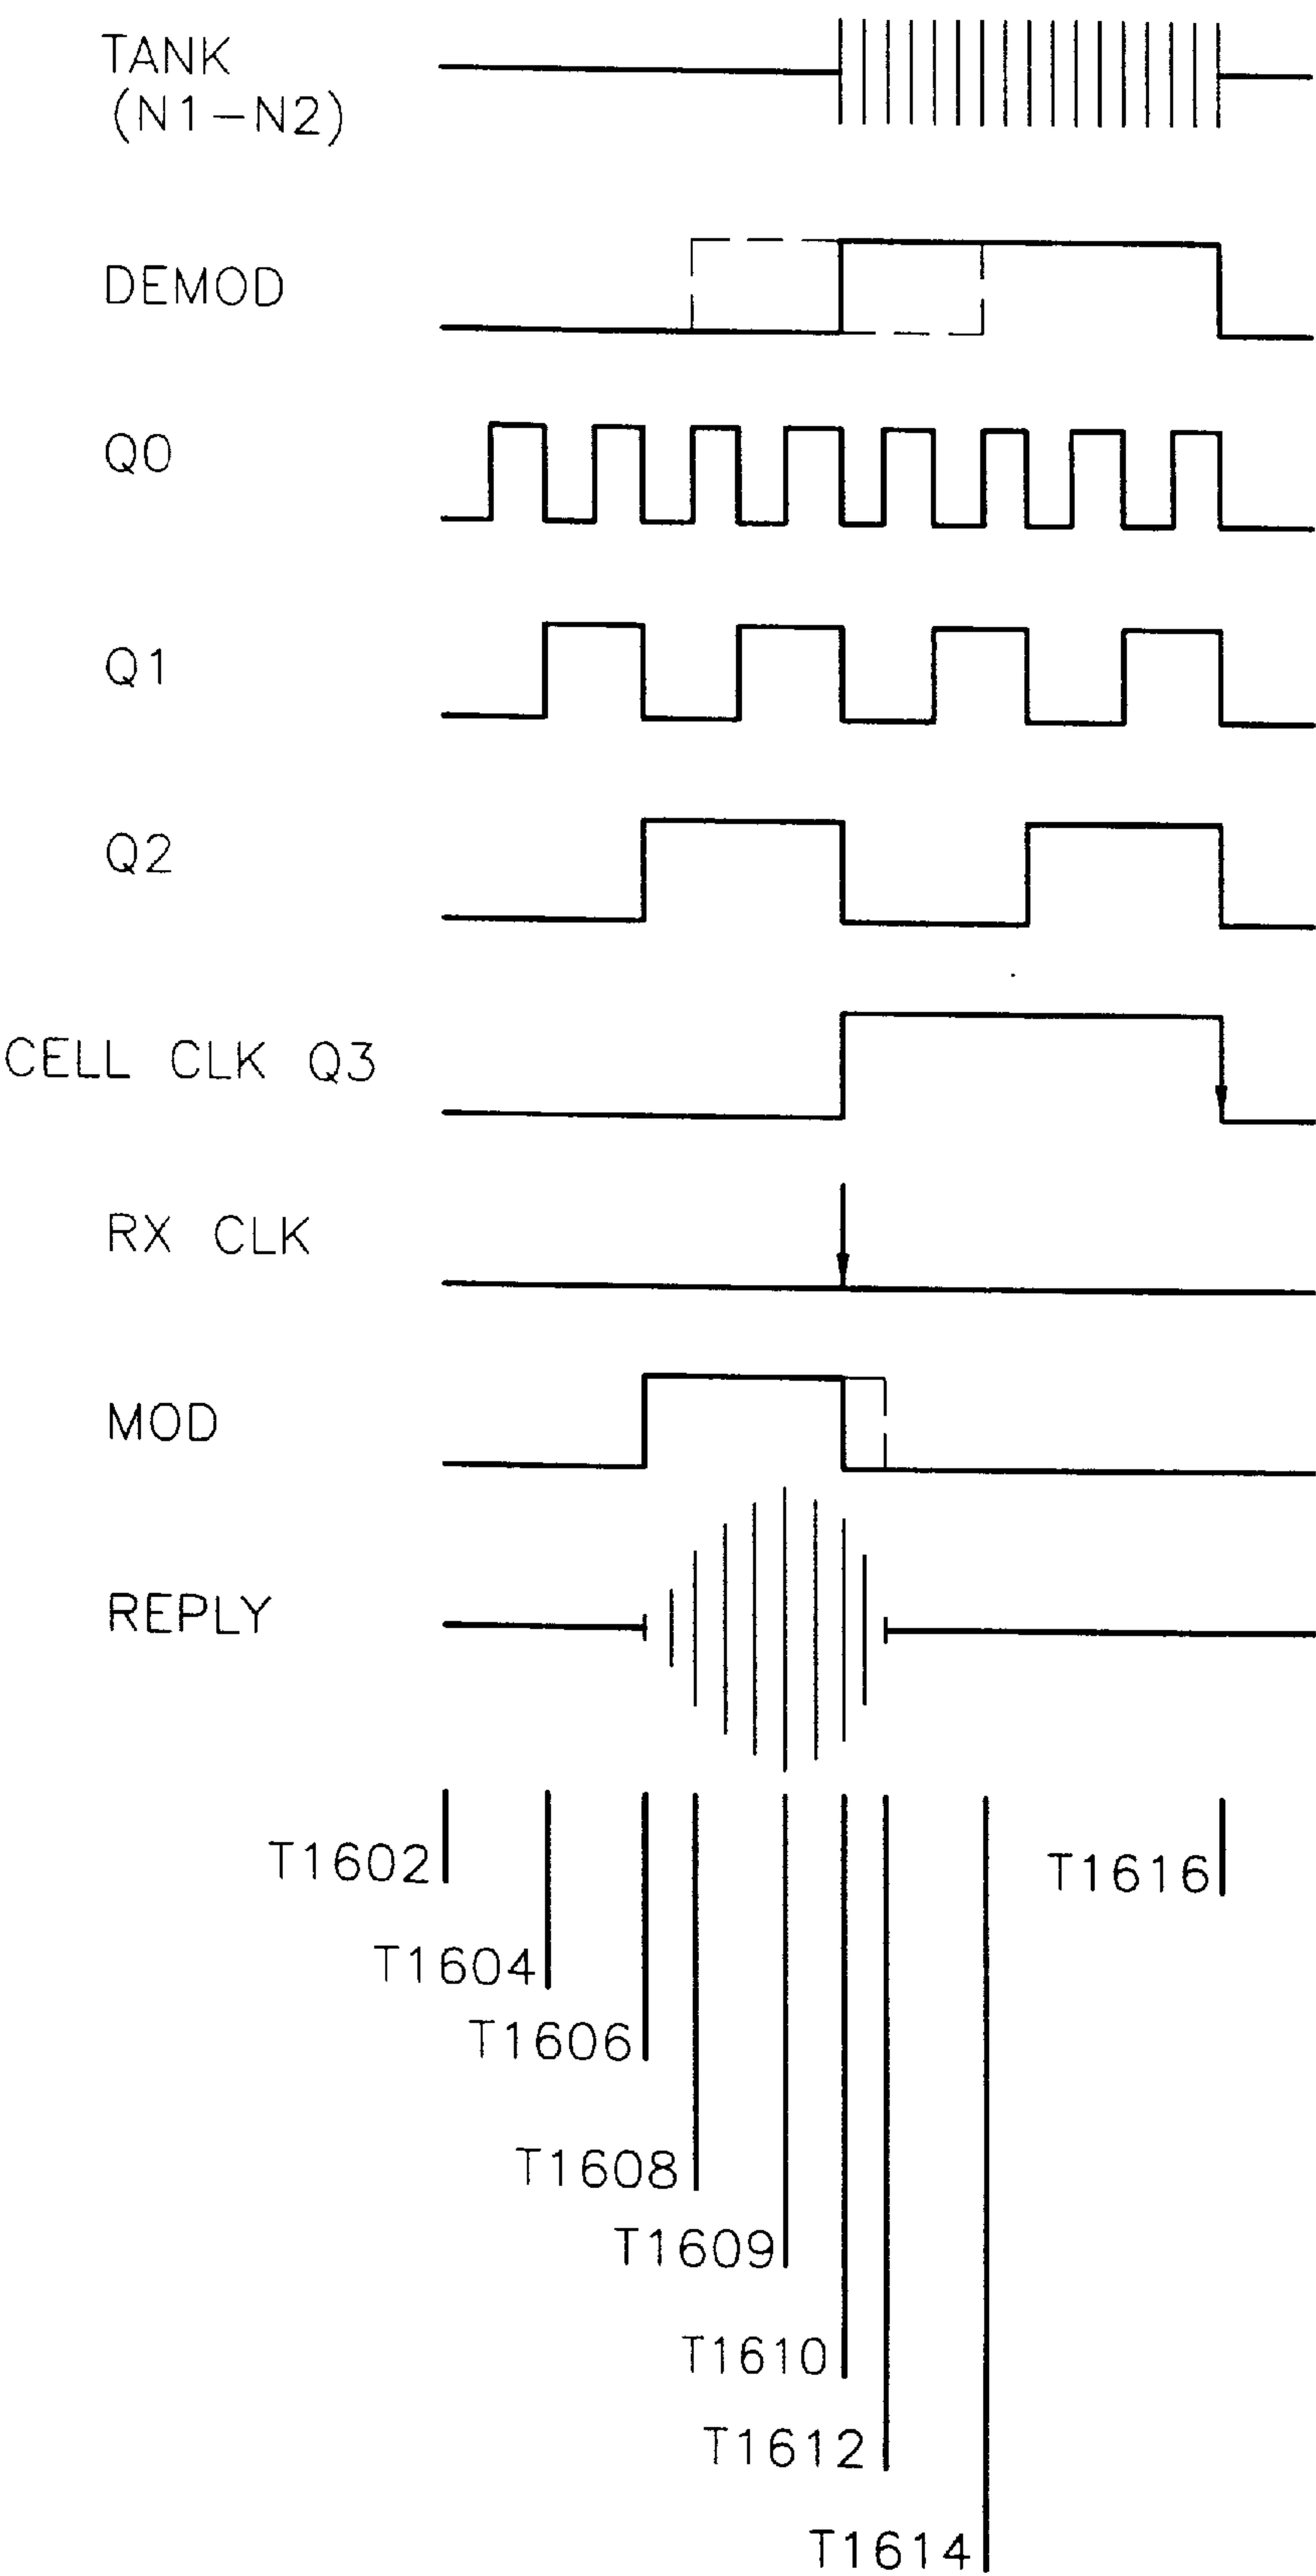 TANK
(N1-N2)
DEMOD
Q0
Q1
Q2
CELL CLK Q3
RX CLK
MOD
REPLY
T1602
T1616
T1604
T1606
T1608
T1609
T1610
T1612
T1614